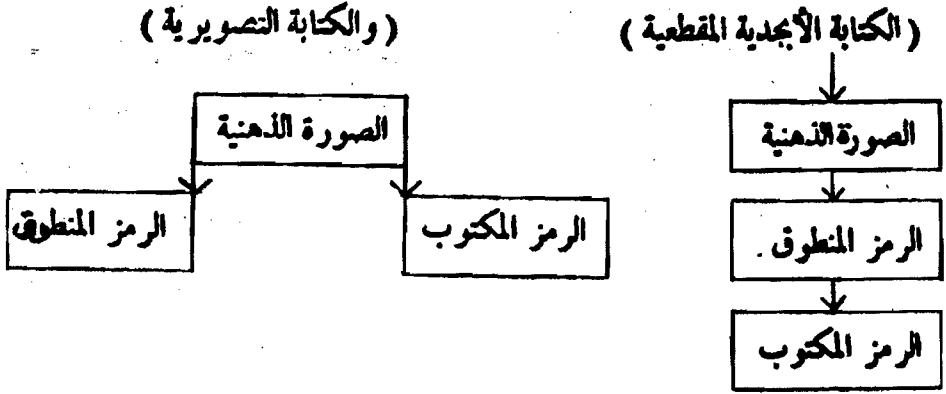 ( الكتابة الأبجدية المقطعية )
الصورة الذهنية
الرمز المنطوق .
الرمز المكتوب
( والكتابة التصويرية )
الصورة الذهنية
الرمز المكتوب
الرمز المنطوق